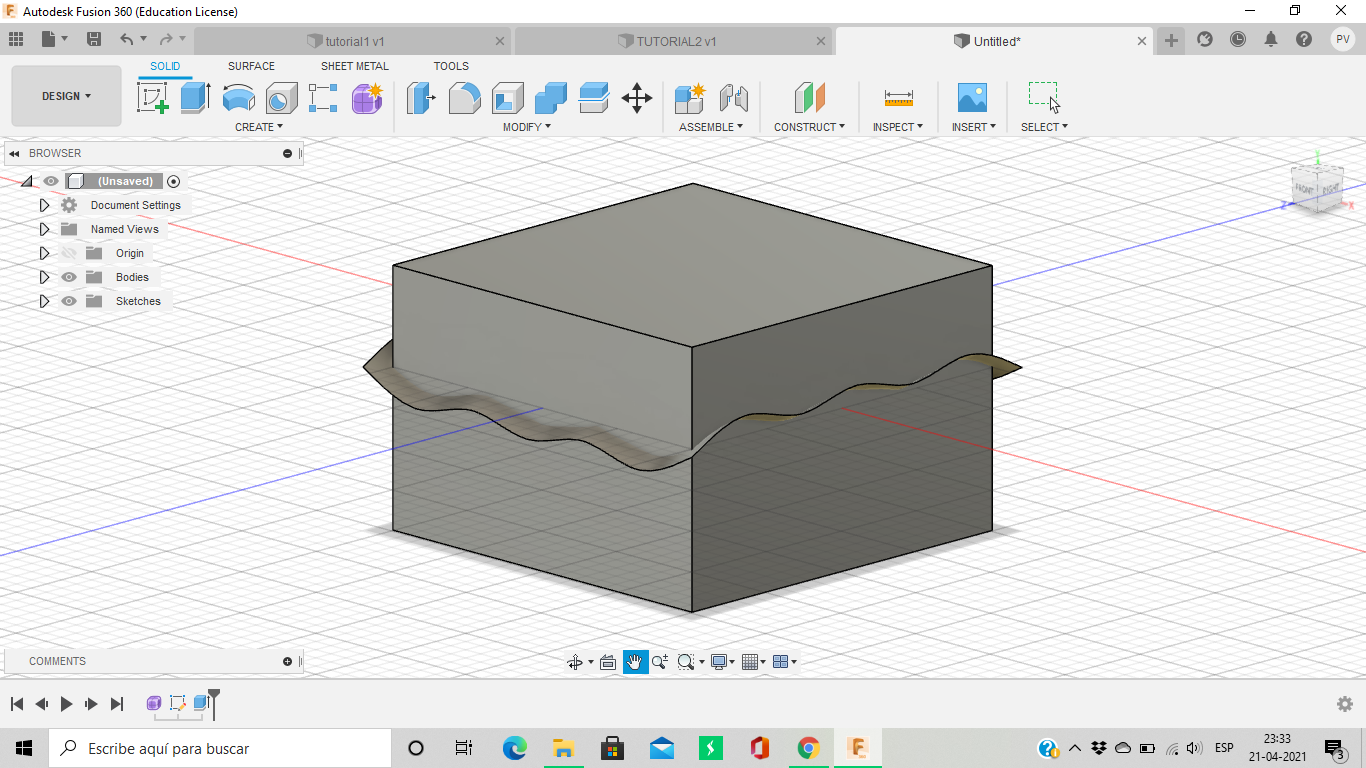 Autodesk Fusion 360 (Education License)
tutorial1 v1
TUTORIAL2 v1
Untitled*
PV
DESIGN
SOLID
SURFACE
SHEET METAL
TOOLS
CREATE
MODIFY
ASSEMBLE
CONSTRUCT
INSPECT
INSERT
SELECT
BROWSER
(Unsaved)
Document Settings
Named Views
Origin
Bodies
Sketches
FRONT
RIGHT
Z
X
COMMENTS
Escribe aquí para buscar
ESP
23:33
21-04-2021
3